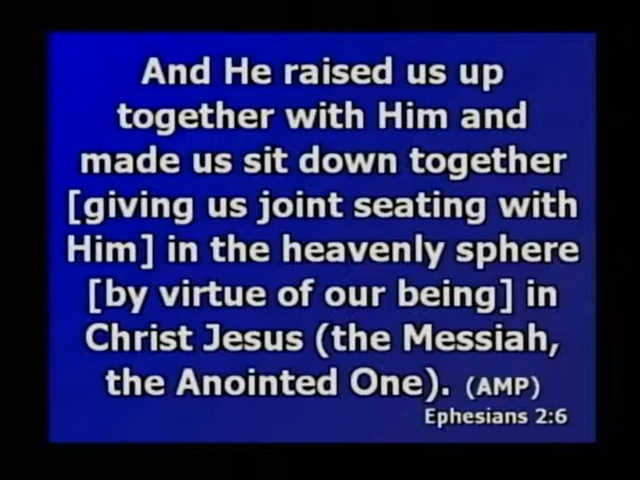 And He raised us up
together with Him and
made us sit down together
[giving us joint seating with
Him] in the heavenly sphere
[by virtue of our being] in
Christ Jesus (the Messiah,
the Anointed One). (AMP)
Ephesians 2:6